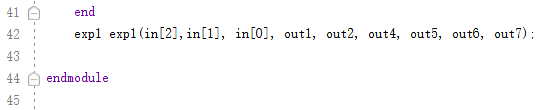 41 end
42 exp1 exp1(in[2],in[1], in[0], out1, out2, out4, out5, out6, out7);
43
44 endmodule
45